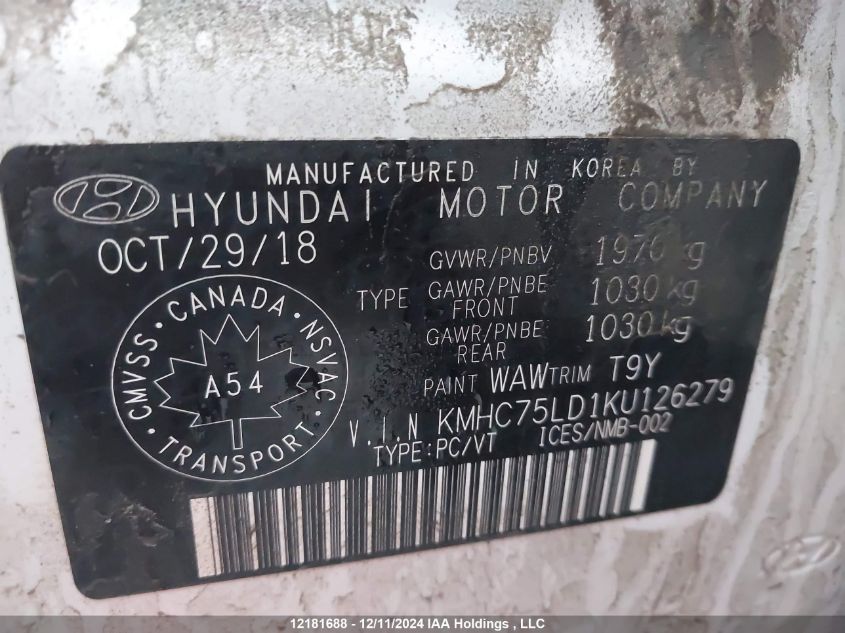 MANUFACTURED IN KOREA BY
HYUNDAI MOTOR COMPANY
OCT/29/18
GVWR/PNBV 1970 kg
TYPE GAWR/PNBE FRONT 1030 kg
GAWR/PNBE REAR 1030 kg
PAINT WAW TRIM T9Y
V.I.N KMHC75LD1KU126279
TYPE:PC/VT ICES/NMB-002
CMVSS · CANADA · NSVAC · TRANSPORT ·
A54
12181688 - 12/11/2024 IAA Holdings , LLC